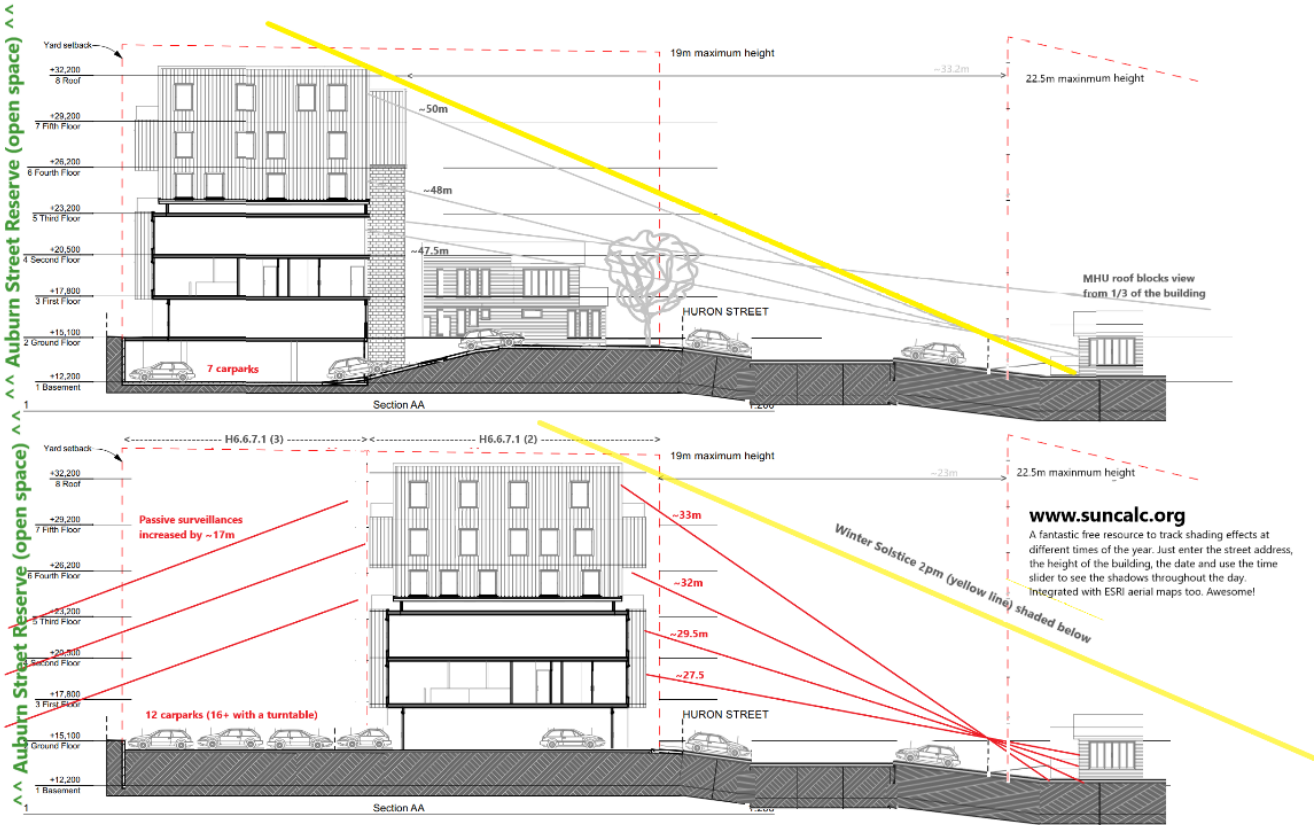 ^^ Auburn Street Reserve (open space) ^^
Yard setback
19m maximum height
~33.2m
22.5m maxinmum height
+32,200
8 Roof
~50m
+29,200
7 Fifth Floor
+26,200
6 Fourth Floor
~48m
+23,200
5 Third Floor
+20,500
4 Second Floor
~47.5m
MHU roof blocks view
from 1/3 of the building
+17,800
3 First Floor
HURON STREET
+15,100
2 Ground Floor
7 carparks
+12,200
1 Basement
1
Section AA
1:200
^^ Auburn Street Reserve (open space) ^^
H6.6.7.1 (3)
H6.6.7.1 (2)
Yard setback
19m maximum height
~23m
22.5m maxinmum height
+32,200
8 Roof
Passive surveillances
increased by ~17m
~33m
+29,200
7 Fifth Floor
www.suncalc.org
A fantastic free resource to track shading effects at
different times of the year. Just enter the street address,
the height of the building, the date and use the time
slider to see the shadows throughout the day.
Integrated with ESRI aerial maps too. Awesome!
Winter Solstice 2pm (yellow line) shaded below
+26,200
6 Fourth Floor
~32m
+23,200
5 Third Floor
~29.5m
+20,500
Second Floor
~27.5
+17,800
3 First Floor
12 carparks (16+ with a turntable)
HURON STREET
+15,100
Ground Floor
+12,200
1 Basement
1
Section AA
1:200